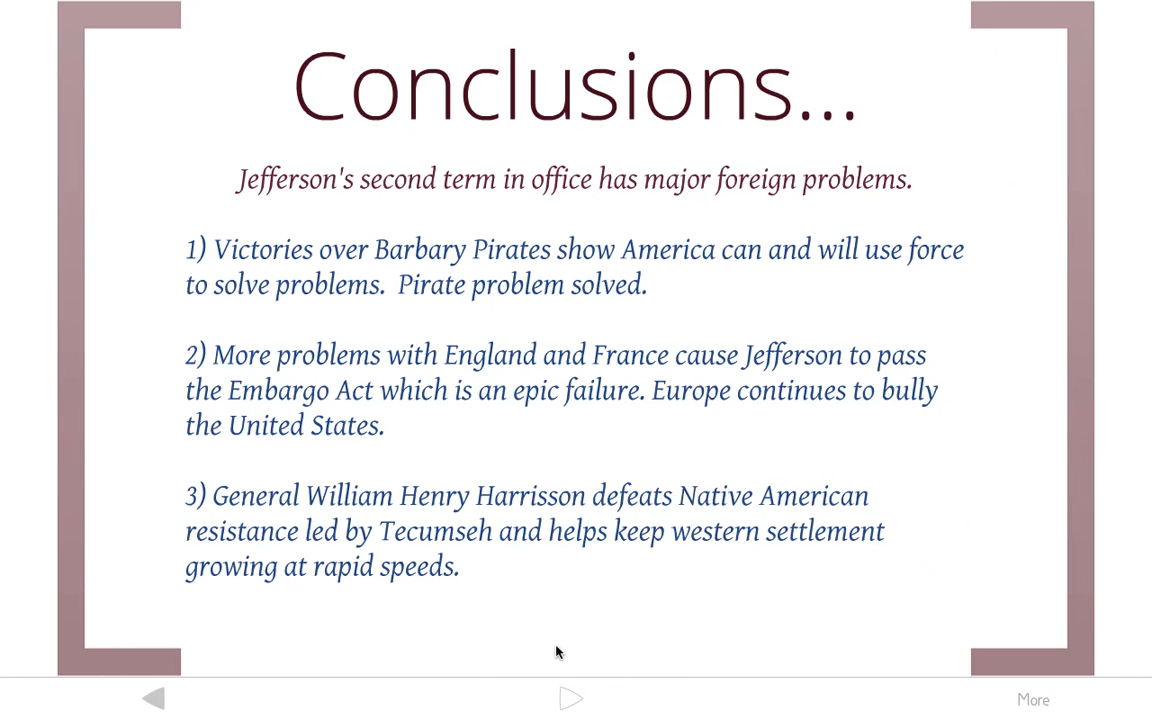 Conclusions...
Jefferson's second term in office has major foreign problems.
1) Victories over Barbary Pirates show America can and will use force
to solve problems.  Pirate problem solved.
2) More problems with England and France cause Jefferson to pass
the Embargo Act which is an epic failure. Europe continues to bully
the United States.
3) General William Henry Harrisson defeats Native American
resistance led by Tecumseh and helps keep western settlement
growing at rapid speeds.
More